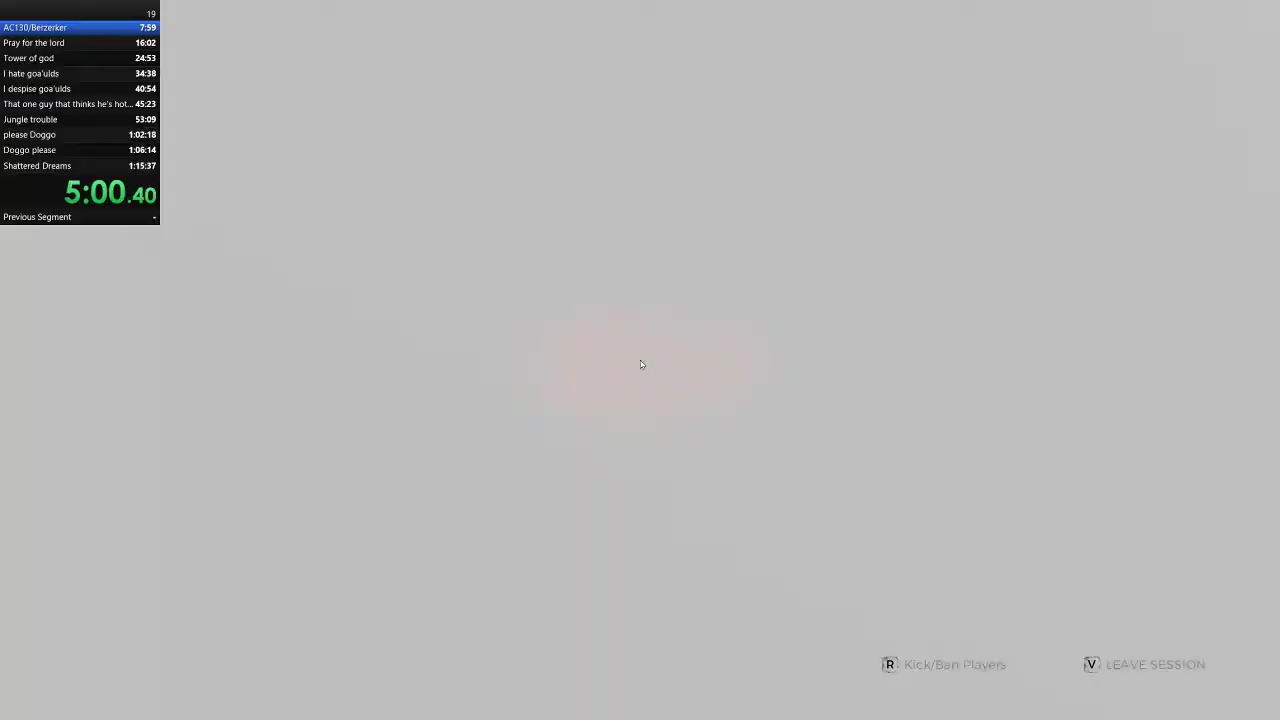 19
AC130/Berzerker 7:59
Pray for the lord 16:02
Tower of god 24:53
I hate goa'ulds 34:38
I despise goa'ulds 40:54
That one guy that thinks he's hot... 45:23
Jungle trouble 53:09
please Doggo 1:02:18
Doggo please 1:06:14
Shattered Dreams 1:15:37
5:00.40
Previous Segment -
R Kick/Ban Players V LEAVE SESSION